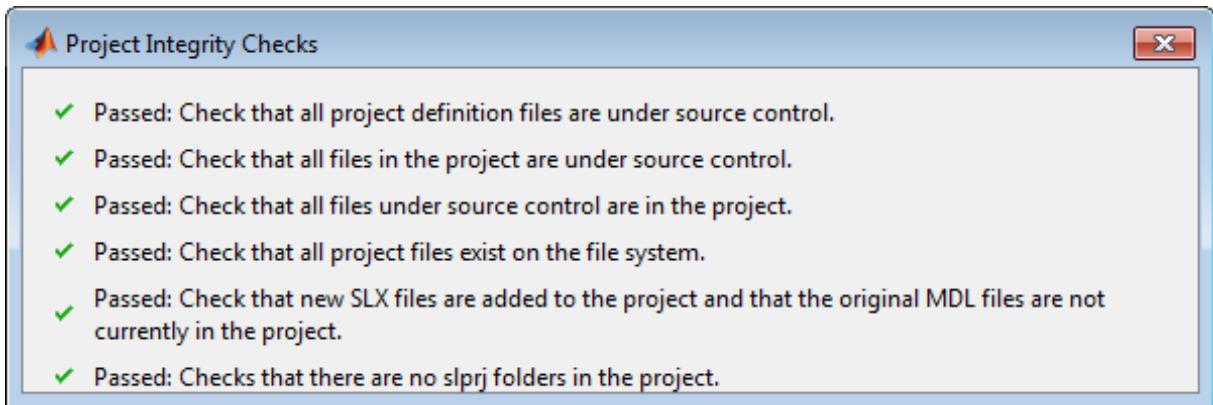 Project Integrity Checks
Passed: Check that all project definition files are under source control.
Passed: Check that all files in the project are under source control.
Passed: Check that all files under source control are in the project.
Passed: Check that all project files exist on the file system.
Passed: Check that new SLX files are added to the project and that the original MDL files are not
currently in the project.
Passed: Checks that there are no slprj folders in the project.